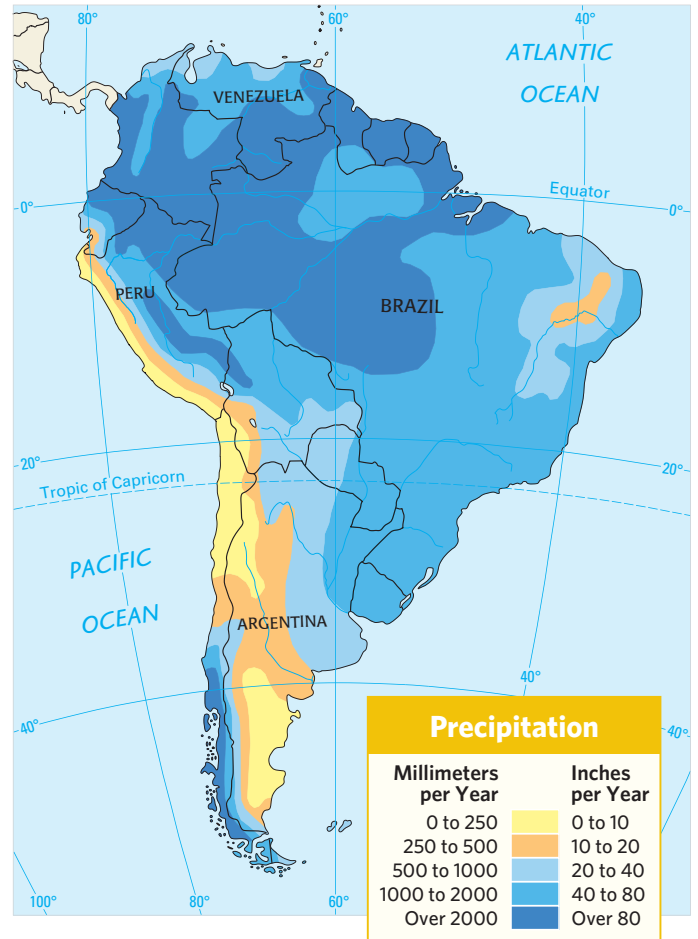 80°
60°
40°
ATLANTIC
OCEAN
VENEZUELA
Equator
0°
0°
PERU
BRAZIL
20°
20°
Tropic of Capricorn
PACIFIC
OCEAN
ARGENTINA
40°
40°
40°
Precipitation
Millimeters
per Year
Inches
per Year
0 to 250
0 to 10
250 to 500
10 to 20
500 to 1000
20 to 40
1000 to 2000
40 to 80
Over 2000
Over 80
100°
80°
60°